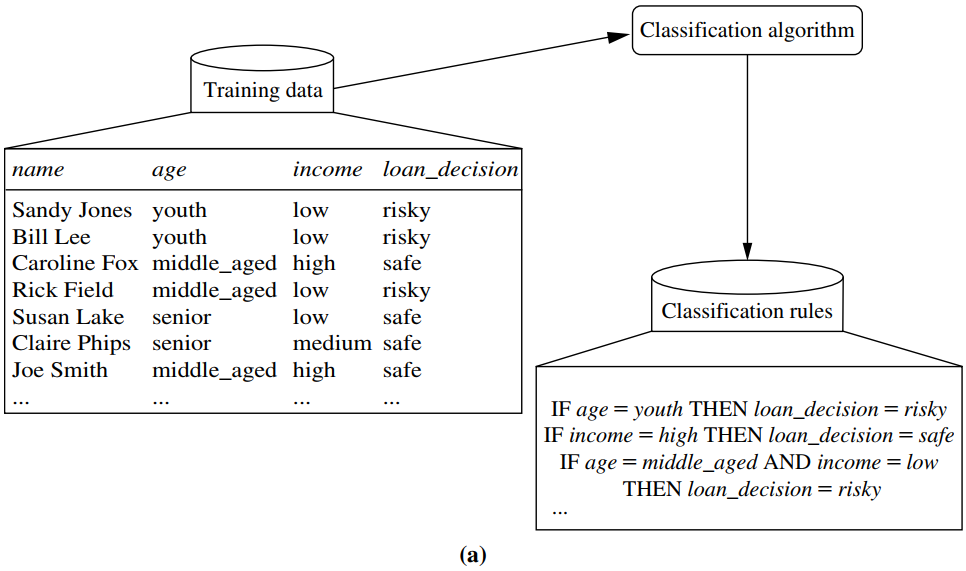 Classification algorithm
Training data
name age income loan_decision
Sandy Jones youth low risky
Bill Lee youth low risky
Caroline Fox middle_aged high safe
Rick Field middle_aged low risky
Susan Lake senior low safe
Claire Phips senior medium safe
Joe Smith middle_aged high safe
... ... ... ...
Classification rules
IF age = youth THEN loan_decision = risky
IF income = high THEN loan_decision = safe
IF age = middle_aged AND income = low
THEN loan_decision = risky
...
(a)